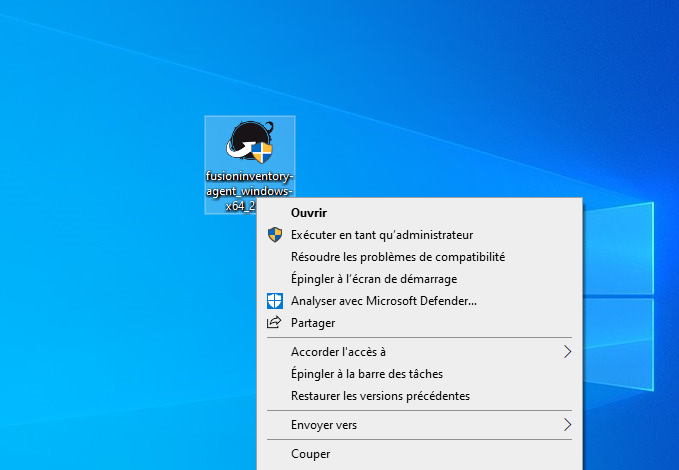 fusioninventory-
agent_windows-
x64_2
Ouvrir
Exécuter en tant qu’administrateur
Résoudre les problèmes de compatibilité
Épingler à l’écran de démarrage
Analyser avec Microsoft Defender...
Partager
Accorder l'accès à
Épingler à la barre des tâches
Restaurer les versions précédentes
Envoyer vers
Couper